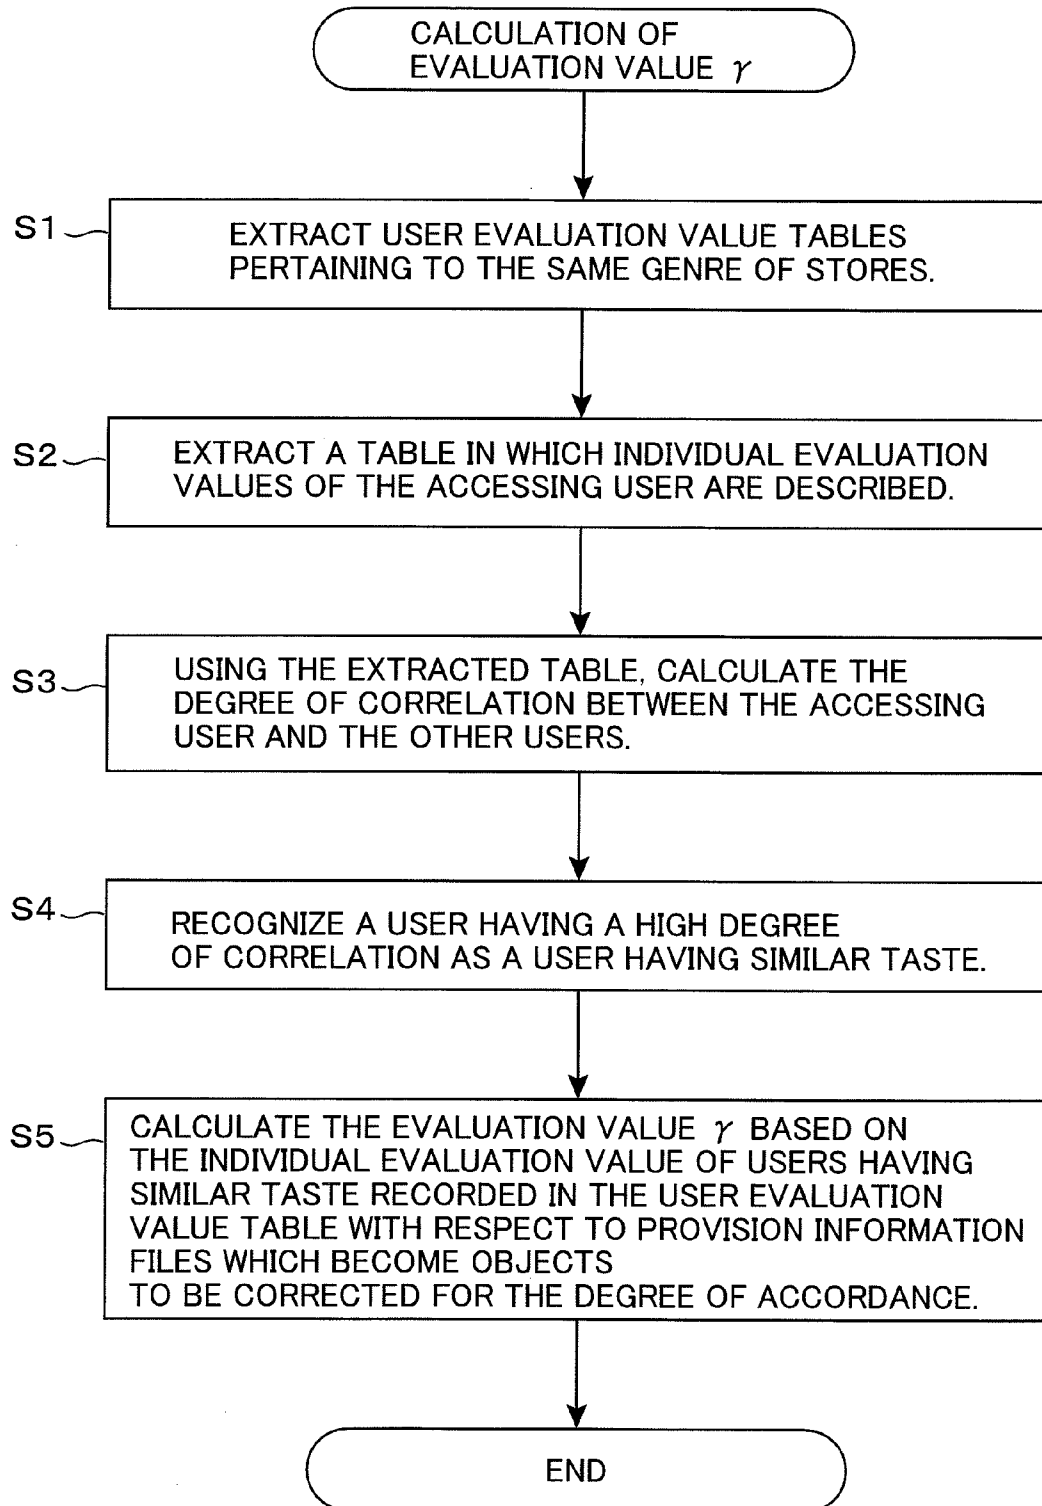 CALCULATION OF
EVALUATION VALUE γ
S1
EXTRACT USER EVALUATION VALUE TABLES
PERTAINING TO THE SAME GENRE OF STORES.
S2
EXTRACT A TABLE IN WHICH INDIVIDUAL EVALUATION
VALUES OF THE ACCESSING USER ARE DESCRIBED.
S3
USING THE EXTRACTED TABLE, CALCULATE THE
DEGREE OF CORRELATION BETWEEN THE ACCESSING
USER AND THE OTHER USERS.
S4
RECOGNIZE A USER HAVING A HIGH DEGREE
OF CORRELATION AS A USER HAVING SIMILAR TASTE.
S5
CALCULATE THE EVALUATION VALUE γ BASED ON
THE INDIVIDUAL EVALUATION VALUE OF USERS HAVING
SIMILAR TASTE RECORDED IN THE USER EVALUATION
VALUE TABLE WITH RESPECT TO PROVISION INFORMATION
FILES WHICH BECOME OBJECTS
TO BE CORRECTED FOR THE DEGREE OF ACCORDANCE.
END